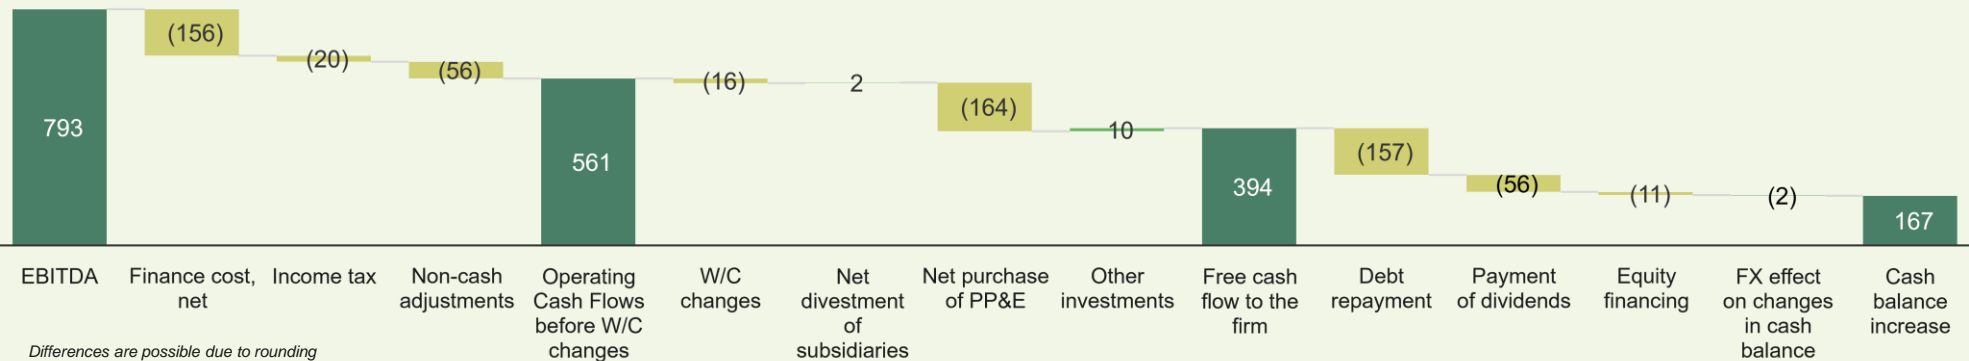 793
(156)
(20)
(56)
561
(16)
2
(164)
10
394
(157)
(56)
(11)
(2)
167
EBITDA
Finance cost,
net
Income tax
Non-cash
adjustments
Operating
Cash Flows
before W/C
changes
W/C
changes
Net
divestment
of
subsidiaries
Net purchase
of PP&E
Other
investments
Free cash
flow to the
firm
Debt
repayment
Payment
of dividends
Equity
financing
FX effect
on changes
in cash
balance
Cash
balance
increase
Differences are possible due to rounding